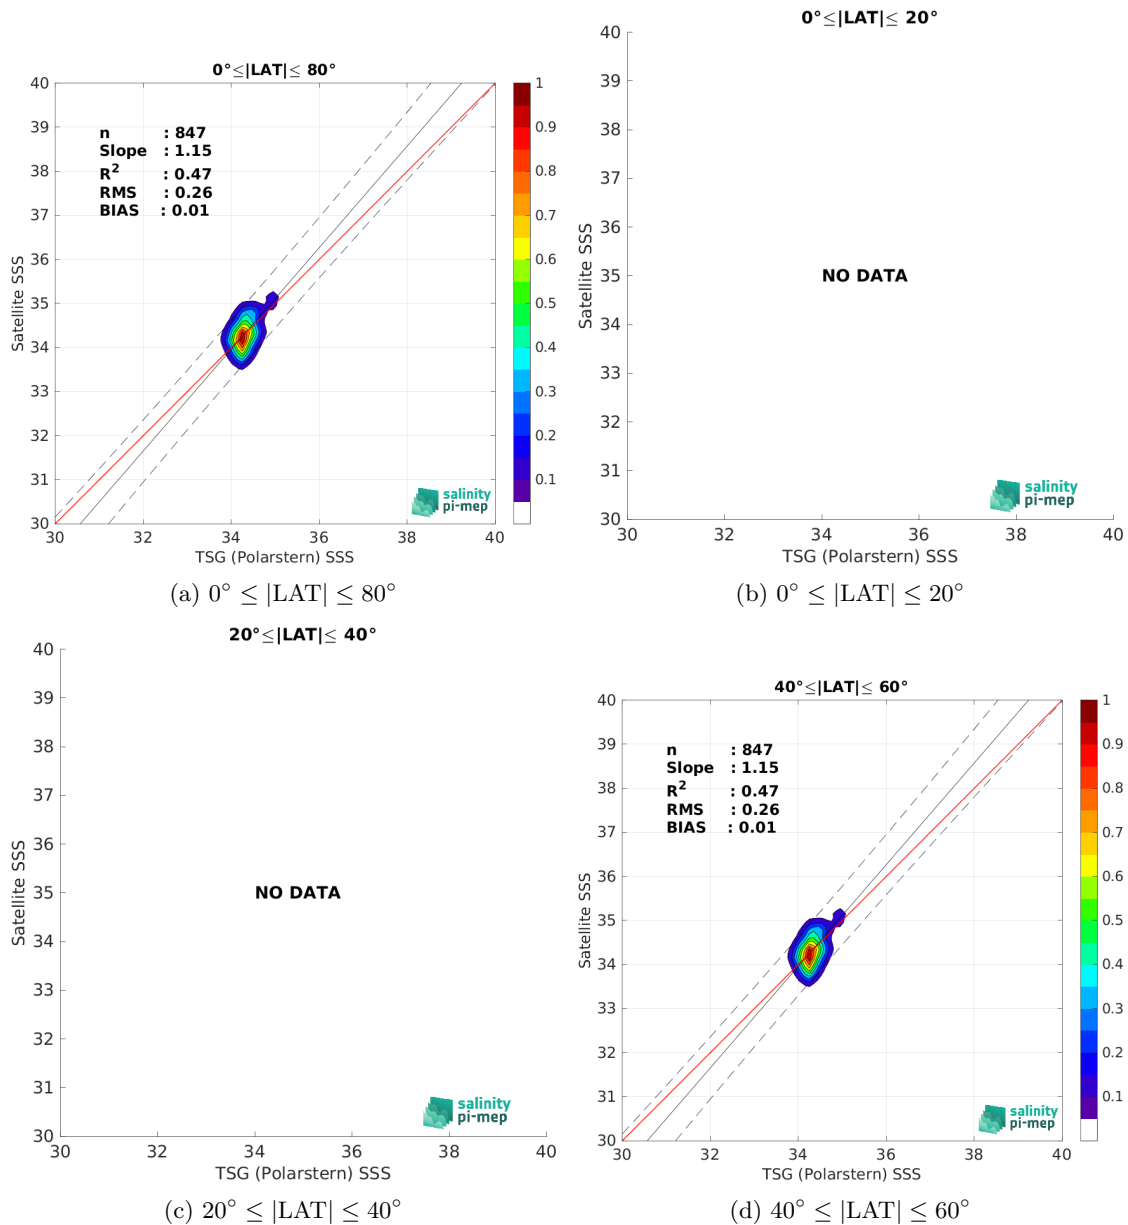 0°≤|LAT|≤ 80°
40
39
38
37
36
35
34
33
32
31
30
Satellite SSS
n : 847
Slope : 1.15
R² : 0.47
RMS : 0.26
BIAS : 0.01
salinity
pi-mep
30 32 34 36 38 40
TSG (Polarstern) SSS
1
0.9
0.8
0.7
0.6
0.5
0.4
0.3
0.2
0.1
(a) 0° ≤ |LAT| ≤ 80°
0°≤|LAT|≤ 20°
40
39
38
37
36
35
34
33
32
31
30
Satellite SSS
NO DATA
salinity
pi-mep
30 32 34 36 38 40
TSG (Polarstern) SSS
(b) 0° ≤ |LAT| ≤ 20°
20°≤|LAT|≤ 40°
40
39
38
37
36
35
34
33
32
31
30
Satellite SSS
NO DATA
salinity
pi-mep
30 32 34 36 38 40
TSG (Polarstern) SSS
(c) 20° ≤ |LAT| ≤ 40°
40°≤|LAT|≤ 60°
40
39
38
37
36
35
34
33
32
31
30
Satellite SSS
n : 847
Slope : 1.15
R² : 0.47
RMS : 0.26
BIAS : 0.01
salinity
pi-mep
30 32 34 36 38 40
TSG (Polarstern) SSS
1
0.9
0.8
0.7
0.6
0.5
0.4
0.3
0.2
0.1
(d) 40° ≤ |LAT| ≤ 60°